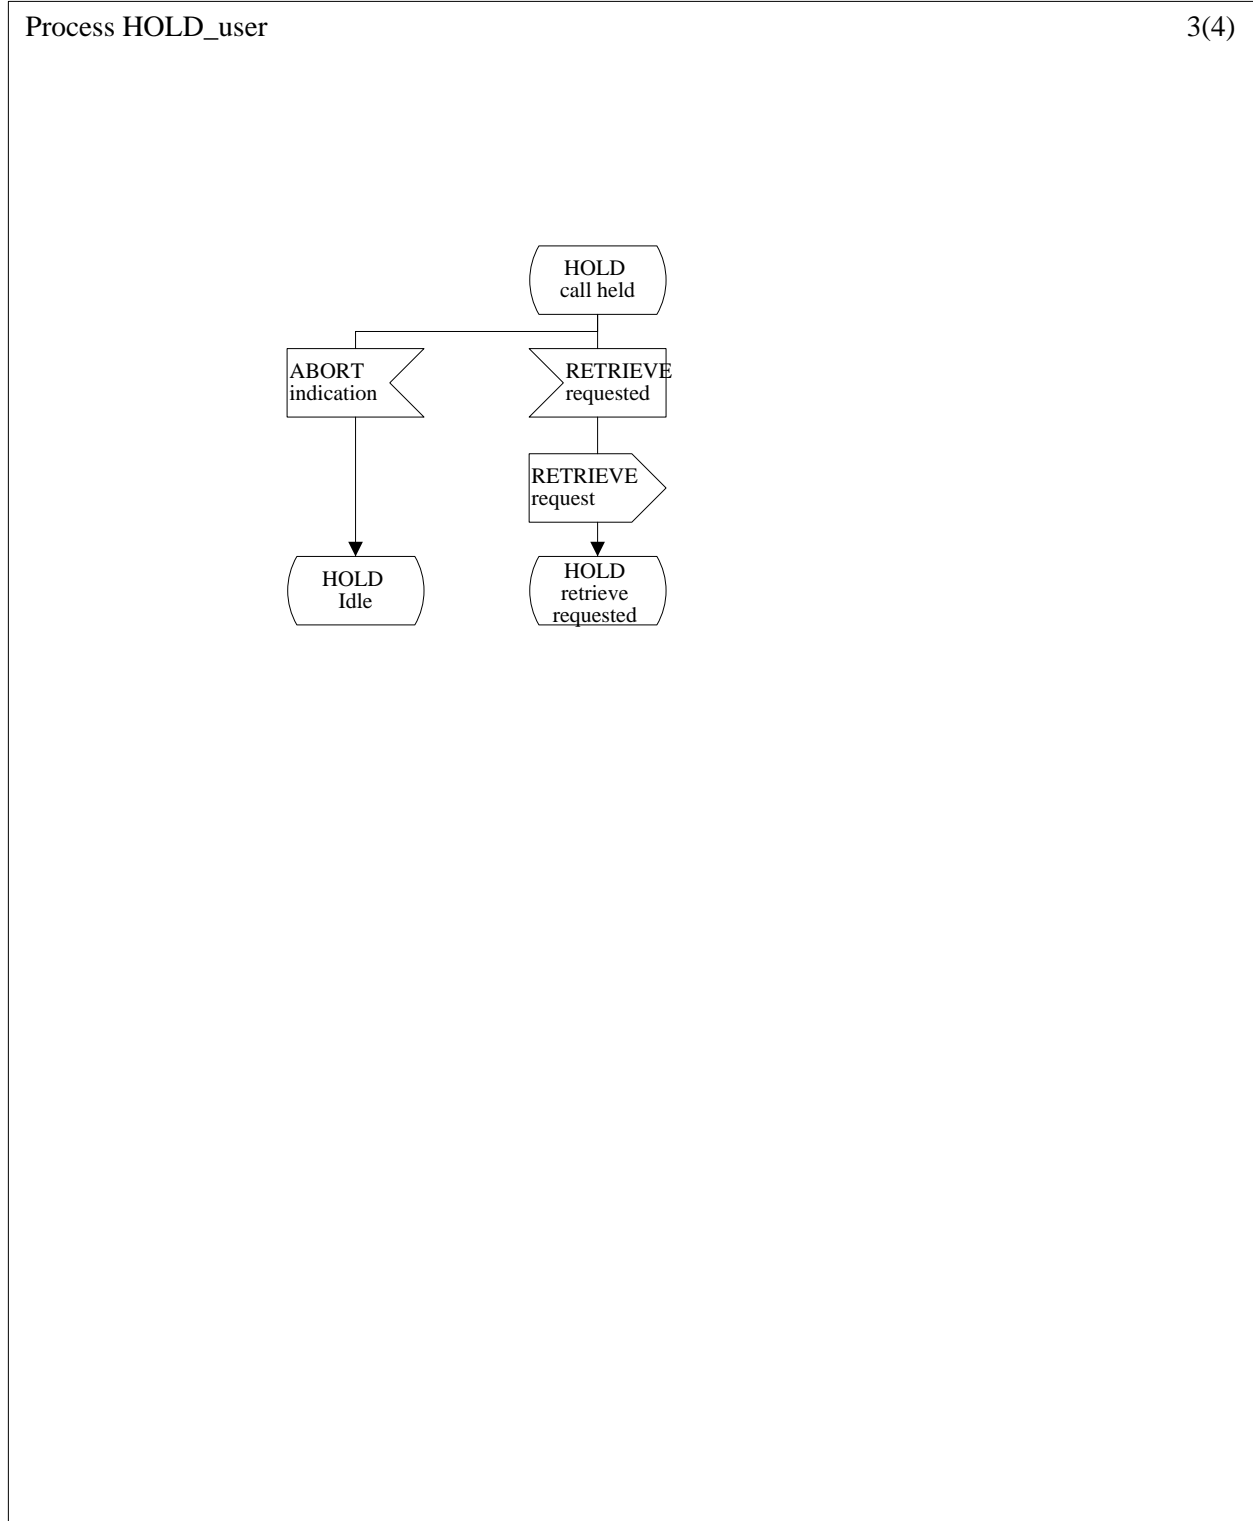 Process HOLD_user
3(4)
HOLD
call held
ABORT
indication
RETRIEVE
requested
RETRIEVE
request
HOLD
Idle
HOLD
retrieve
requested